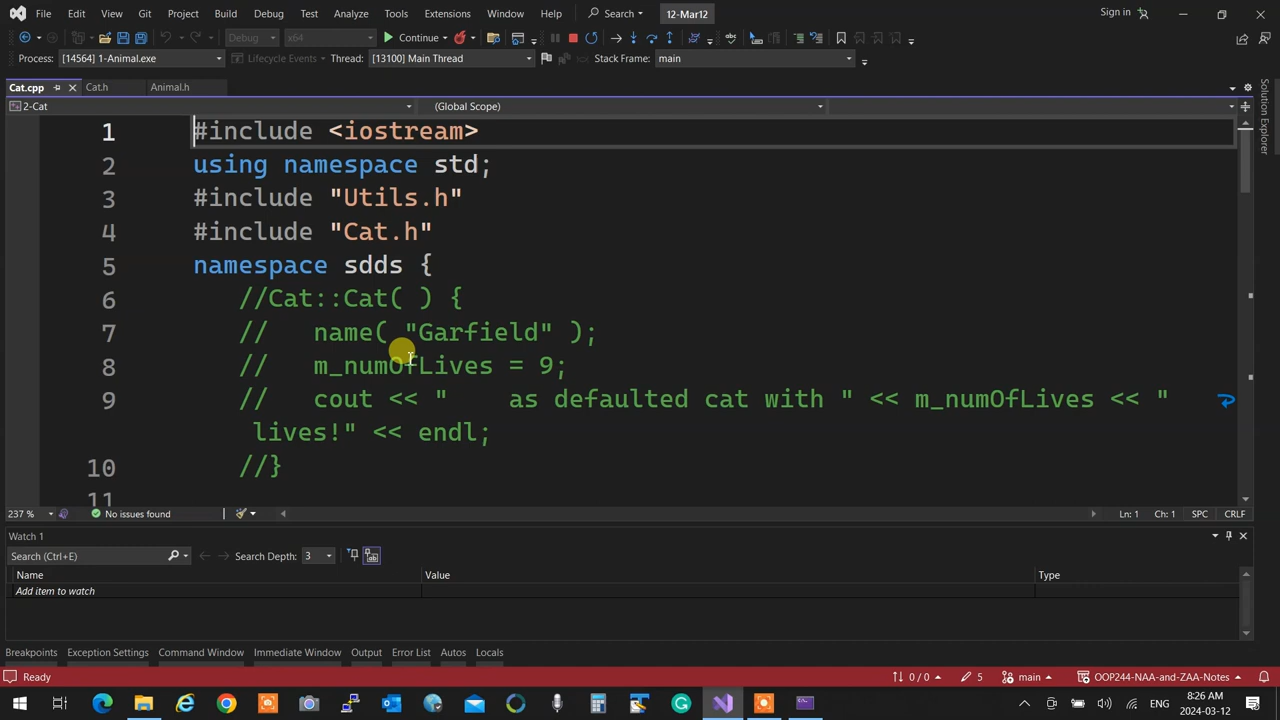 File Edit View Git Project Build Debug Test Analyze Tools Extensions Window Help Search 12-Mar12 Sign in
Debug x64 Continue
Process: [14564] 1-Animal.exe Lifecycle Events Thread: [13100] Main Thread Stack Frame: main
Cat.cpp Cat.h Animal.h
2-Cat (Global Scope)
1 #include <iostream>
2 using namespace std;
3 #include "Utils.h"
4 #include "Cat.h"
5 namespace sdds {
6 //Cat::Cat( ) {
7 // name( "Garfield" );
8 // m_numOfLives = 9;
9 // cout << "    as defaulted cat with " << m_numOfLives << "
lives!" << endl;
10 //}
11
237 % No issues found Ln: 1 Ch: 1 SPC CRLF
Watch 1
Search (Ctrl+E) Search Depth: 3
Name Value Type
Add item to watch
Breakpoints Exception Settings Command Window Immediate Window Output Error List Autos Locals
Ready 0 / 0 5 main OOP244-NAA-and-ZAA-Notes
8:26 AM
2024-03-12
Solution Explorer